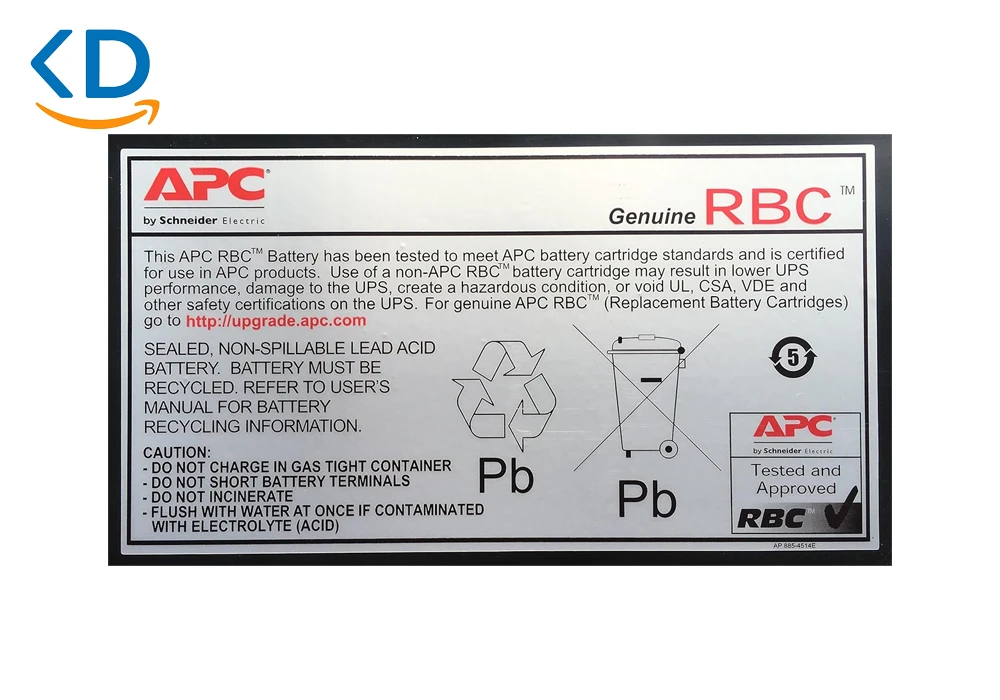 KD
APC®
by Schneider Electric
Genuine RBC™
This APC RBC™ Battery has been tested to meet APC battery cartridge standards and is certified
for use in APC products. Use of a non-APC RBC™ battery cartridge may result in lower UPS
performance, damage to the UPS, create a hazardous condition, or void UL, CSA, VDE and
other safety certifications on the UPS. For genuine APC RBC™ (Replacement Battery Cartridges)
go to http://upgrade.apc.com
SEALED, NON-SPILLABLE LEAD ACID
BATTERY. BATTERY MUST BE
RECYCLED. REFER TO USER'S
MANUAL FOR BATTERY
RECYCLING INFORMATION.
CAUTION:
- DO NOT CHARGE IN GAS TIGHT CONTAINER
- DO NOT SHORT BATTERY TERMINALS
- DO NOT INCINERATE
- FLUSH WITH WATER AT ONCE IF CONTAMINATED
WITH ELECTROLYTE (ACID)
Pb
Pb
5
APC
by Schneider Electric
Tested and
Approved
RBC™
AP 885-4514E